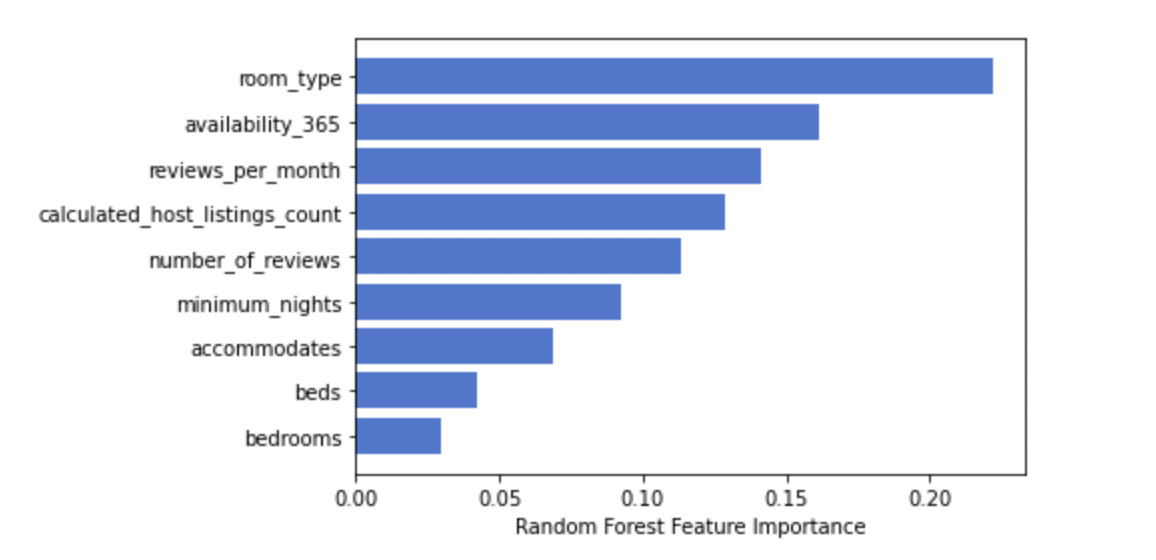 room_type
availability_365
reviews_per_month
calculated_host_listings_count
number_of_reviews
minimum_nights
accommodates
beds
bedrooms
0.00 0.05 0.10 0.15 0.20
Random Forest Feature Importance